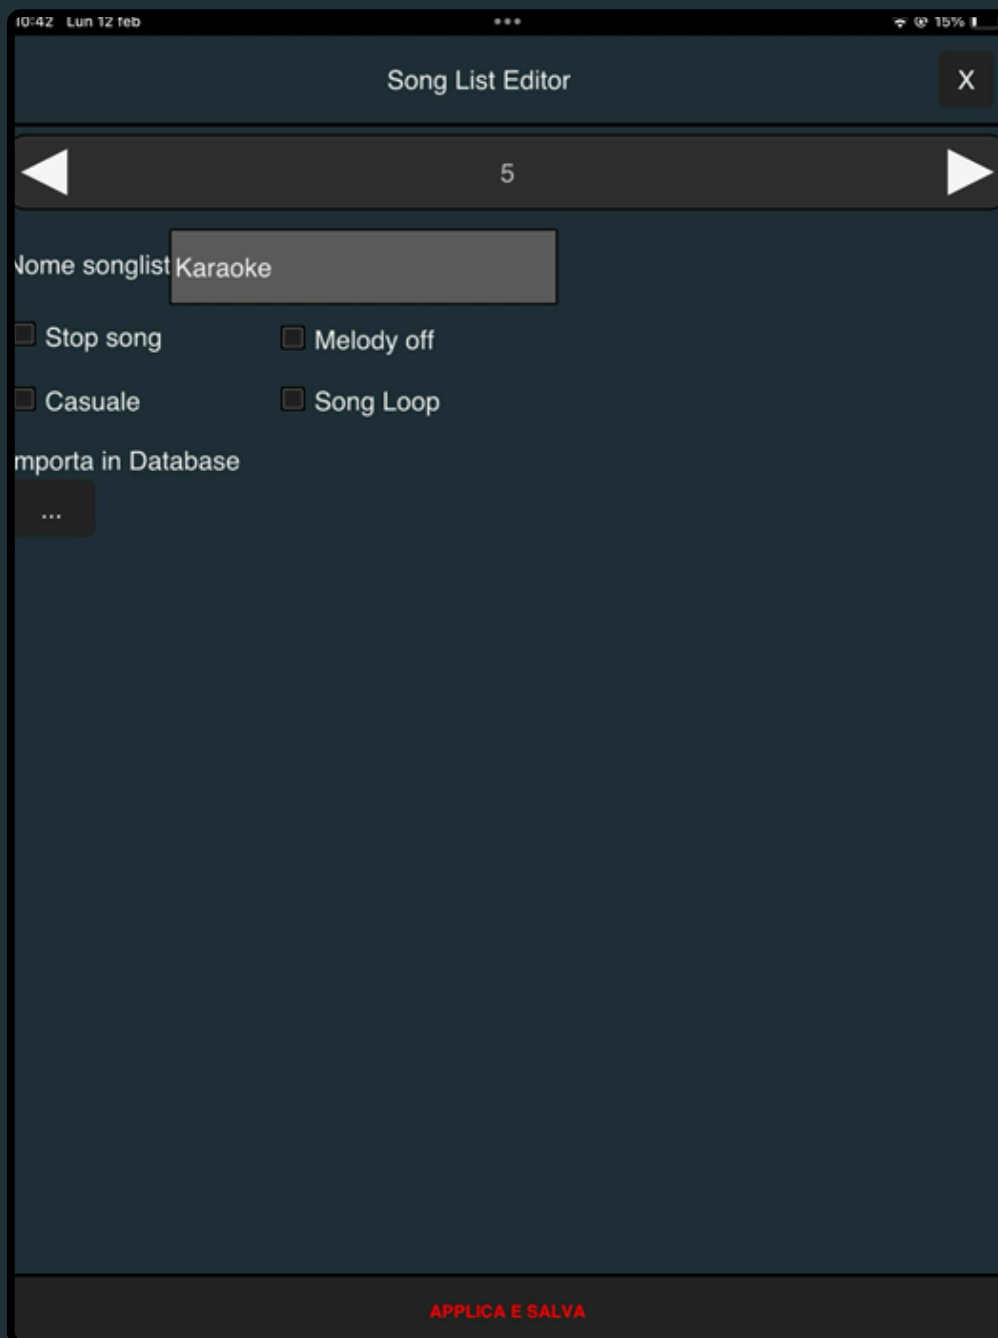 10:42 Lun 12 feb 15%
Song List Editor X
5
Nome songlist Karaoke
Stop song Melody off
Casuale Song Loop
mporta in Database
...
APPLICA E SALVA